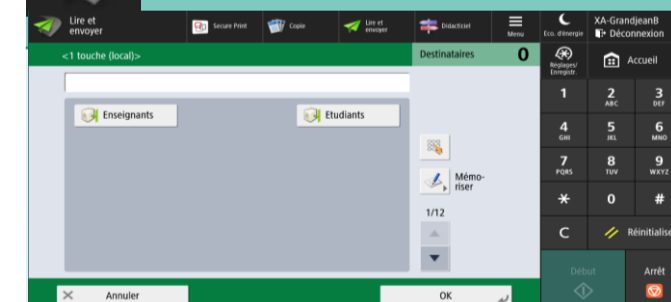 Lire et
envoyer
Secure Print
Copie
Lire et
envoyer
Didacticiel
Menu
Eco. d'énergie
XA-GrandjeanB
Déconnexion
<1 touche (local)>
Destinataires 0
Réglages/
Enregistr.
Accueil
Enseignants
Etudiants
Mémo-
riser
1/12
1
2
ABC
3
DEF
4
GHI
5
JKL
6
MNO
7
PQRS
8
TUV
9
WXYZ
* 0 #
C
Réinitialise
Annuler
OK
Début
Arrêt